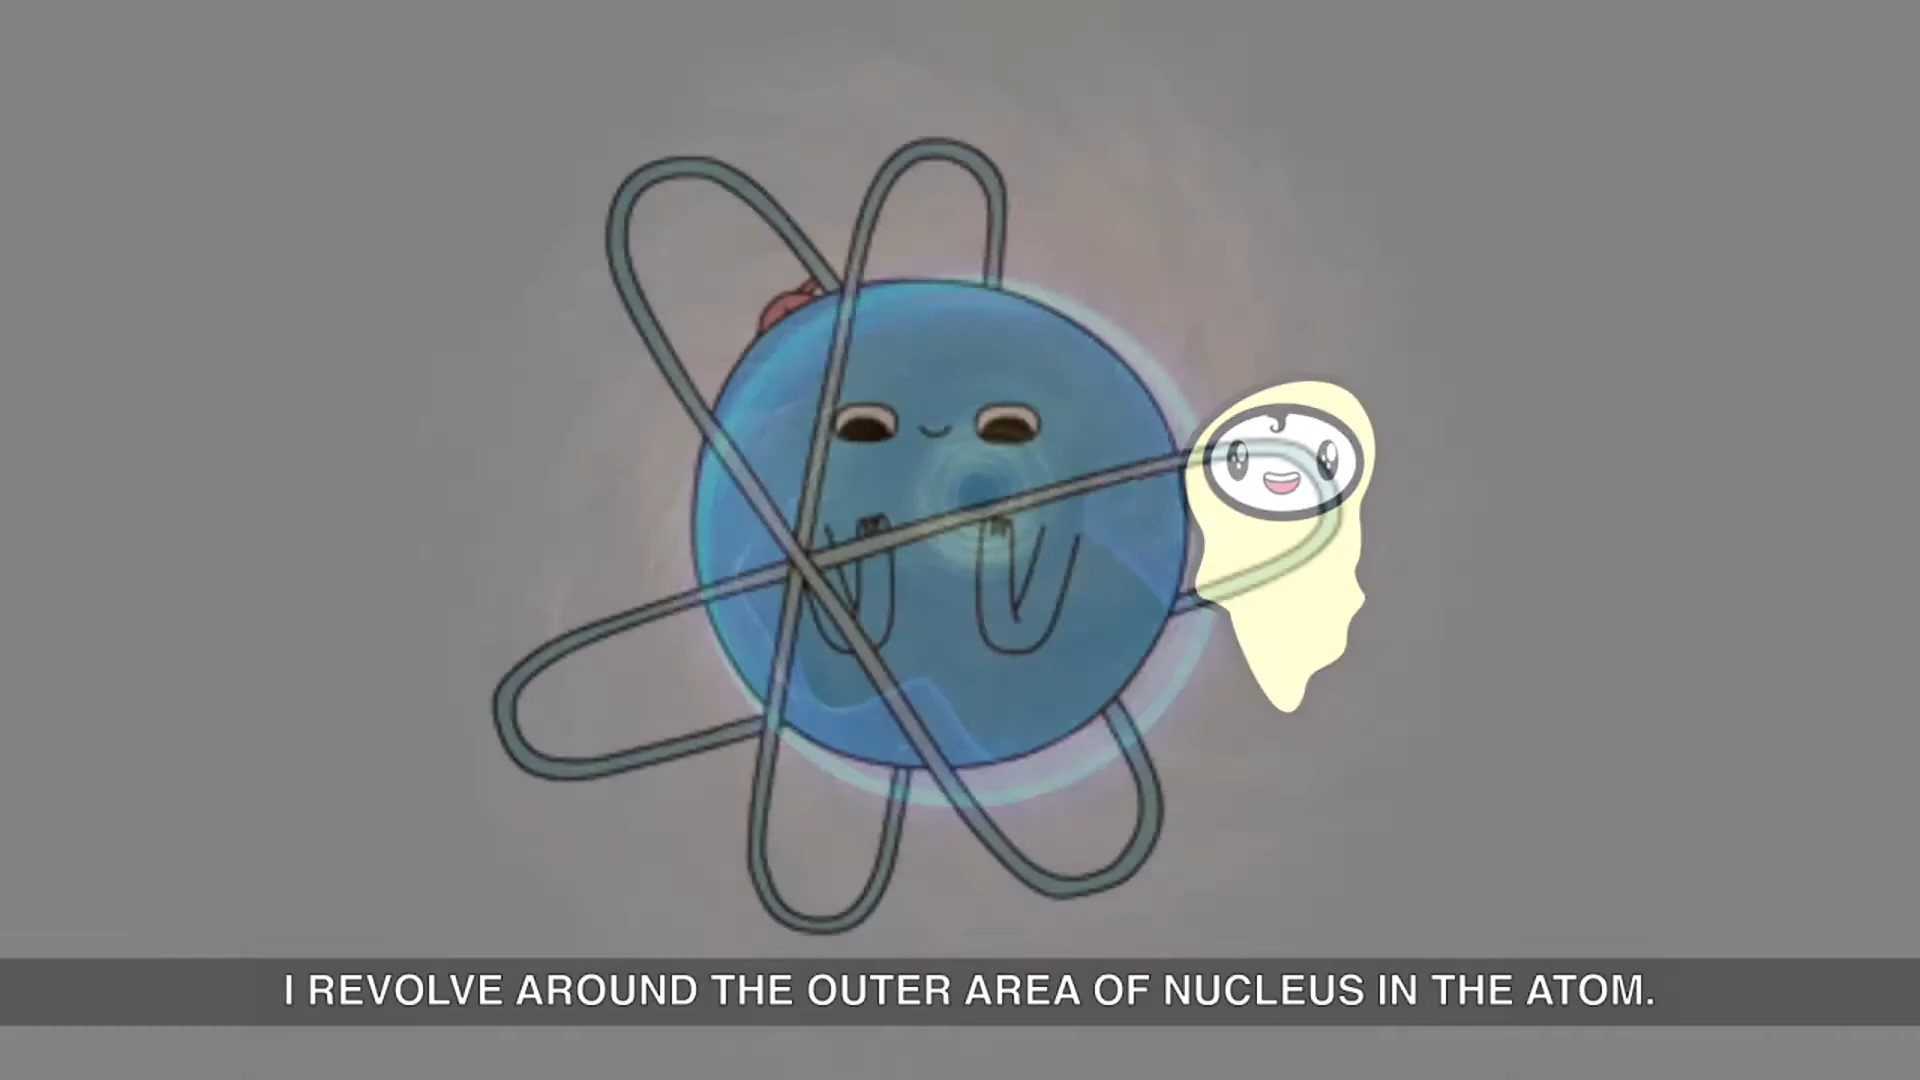 I REVOLVE AROUND THE OUTER AREA OF NUCLEUS IN THE ATOM.